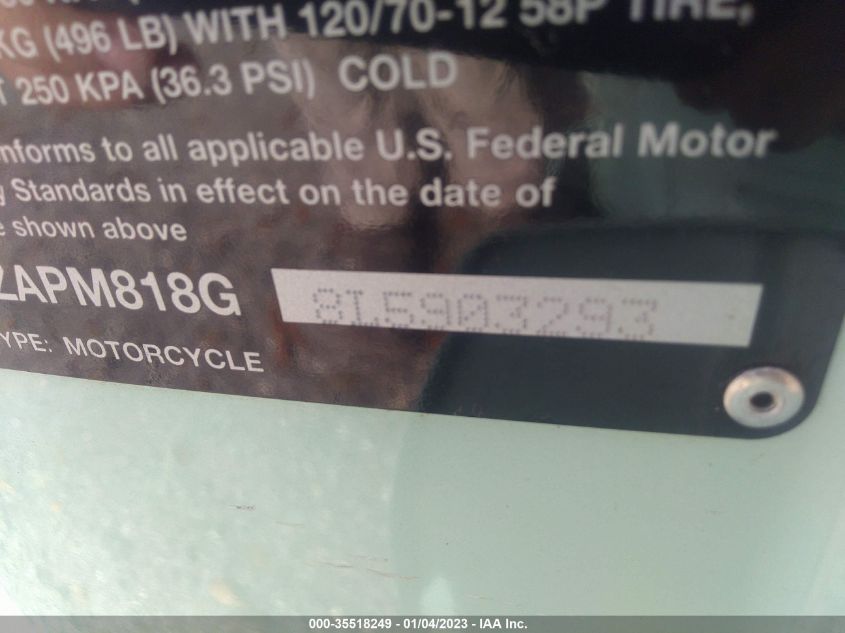 KG (496 LB) WITH 120/70-12 58P TIRE,
T 250 KPA (36.3 PSI) COLD
nforms to all applicable U.S. Federal Motor
y Standards in effect on the date of
e shown above
ZAPM818G 8L5903293
YPE: MOTORCYCLE
000-35518249 - 01/04/2023 - IAA Inc.